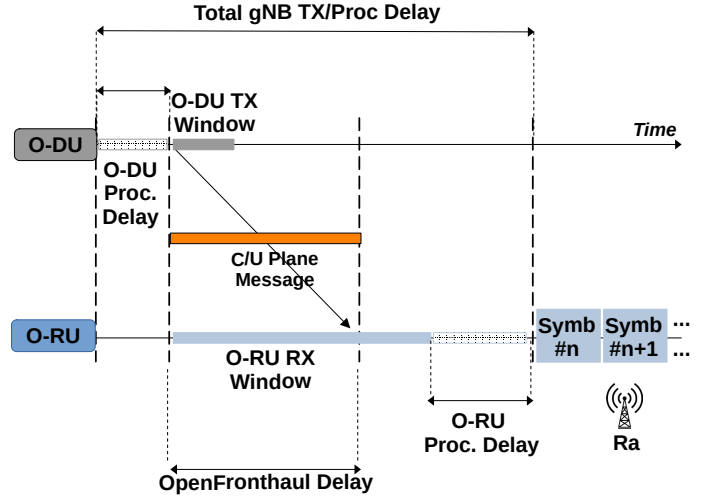 Total gNB TX/Proc Delay
O-DU TX
Window
Time
O-DU
O-DU
Proc.
Delay
C/U Plane
Message
O-RU
O-RU RX
Window
Symb
#n
Symb
#n+1
...
...
O-RU
Proc. Delay
Ra
OpenFronthaul Delay